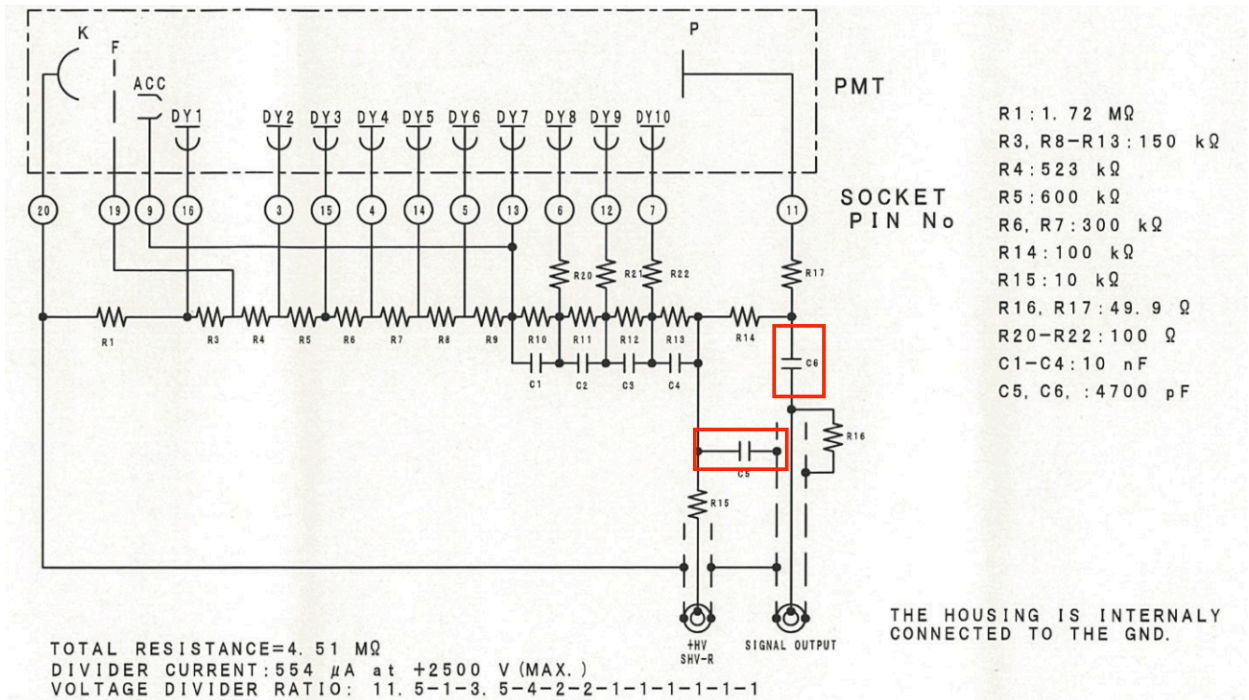 K
F
P
ACC
PMT
DY1 DY2 DY3 DY4 DY5 DY6 DY7 DY8 DY9 DY10
SOCKET
PIN No
20 19 9 16 3 15 4 14 5 13 6 12 7 11
R20 R21 R22 R17
R1 R3 R4 R5 R6 R7 R8 R9 R10 R11 R12 R13 R14
C1 C2 C3 C4 C6
R16
C5
R15
+HV
SHV-R
SIGNAL OUTPUT
R1:1.72 MΩ
R3,R8-R13:150 kΩ
R4:523 kΩ
R5:600 kΩ
R6,R7:300 kΩ
R14:100 kΩ
R15:10 kΩ
R16,R17:49.9 Ω
R20-R22:100 Ω
C1-C4:10 nF
C5,C6,:4700 pF
THE HOUSING IS INTERNALY
CONNECTED TO THE GND.
TOTAL RESISTANCE=4.51 MΩ
DIVIDER CURRENT:554 μA at +2500 V(MAX.)
VOLTAGE DIVIDER RATIO: 11.5-1-3.5-4-2-2-1-1-1-1-1-1